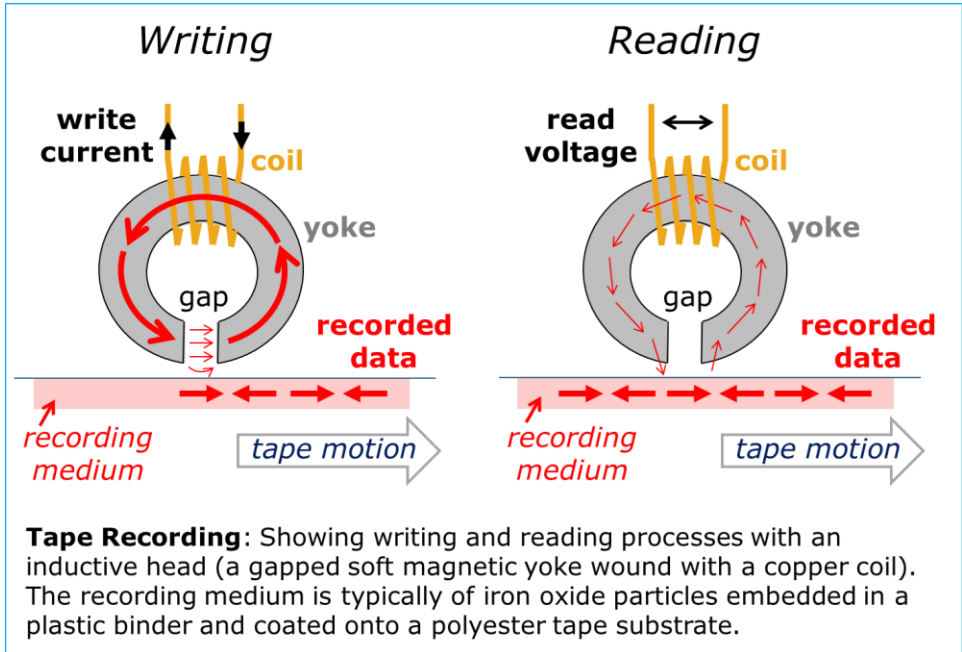 Writing
Reading
write
current
coil
yoke
gap
recorded
data
recording
medium
tape motion
read
voltage
coil
yoke
gap
recorded
data
recording
medium
tape motion
Tape Recording: Showing writing and reading processes with an
inductive head (a gapped soft magnetic yoke wound with a copper coil).
The recording medium is typically of iron oxide particles embedded in a
plastic binder and coated onto a polyester tape substrate.